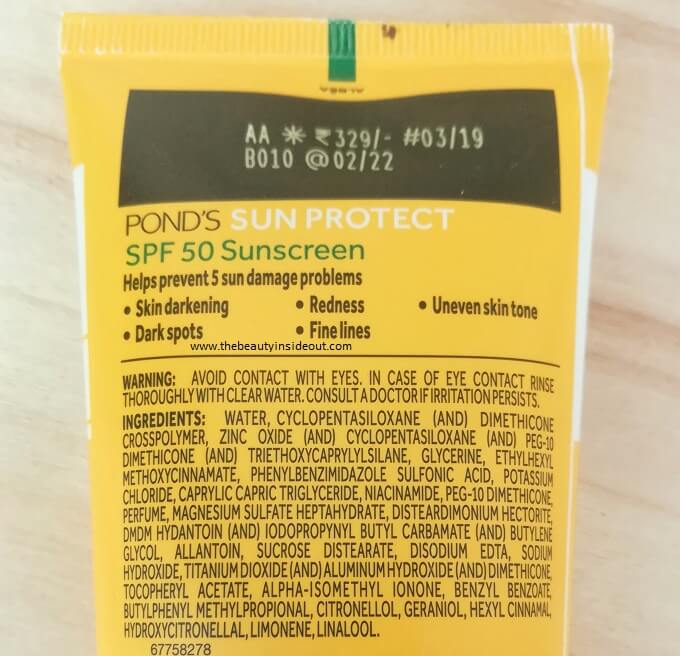 AA * ₹329/- #03/19
B010 @02/22
POND'S SUN PROTECT
SPF 50 Sunscreen
Helps prevent 5 sun damage problems
• Skin darkening • Redness • Uneven skin tone
• Dark spots • Fine lines
www.thebeautyinsideout.com
WARNING: AVOID CONTACT WITH EYES. IN CASE OF EYE CONTACT RINSE
THOROUGHLY WITH CLEAR WATER. CONSULT A DOCTOR IF IRRITATION PERSISTS.
INGREDIENTS: WATER, CYCLOPENTASILOXANE (AND) DIMETHICONE
CROSSPOLYMER, ZINC OXIDE (AND) CYCLOPENTASILOXANE (AND) PEG-10
DIMETHICONE (AND) TRIETHOXYCAPRYLYLSILANE, GLYCERINE, ETHYLHEXYL
METHOXYCINNAMATE, PHENYLBENZIMIDAZOLE SULFONIC ACID, POTASSIUM
CHLORIDE, CAPRYLIC CAPRIC TRIGLYCERIDE, NIACINAMIDE, PEG-10 DIMETHICONE,
PERFUME, MAGNESIUM SULFATE HEPTAHYDRATE, DISTEARDIMONIUM HECTORITE,
DMDM HYDANTOIN (AND) IODOPROPYNYL BUTYL CARBAMATE (AND) BUTYLENE
GLYCOL, ALLANTOIN, SUCROSE DISTEARATE, DISODIUM EDTA, SODIUM
HYDROXIDE, TITANIUM DIOXIDE (AND) ALUMINUM HYDROXIDE (AND) DIMETHICONE,
TOCOPHERYL ACETATE, ALPHA-ISOMETHYL IONONE, BENZYL BENZOATE,
BUTYLPHENYL METHYLPROPIONAL, CITRONELLOL, GERANIOL, HEXYL CINNAMAL,
HYDROXYCITRONELLAL, LIMONENE, LINALOOL.
67758278